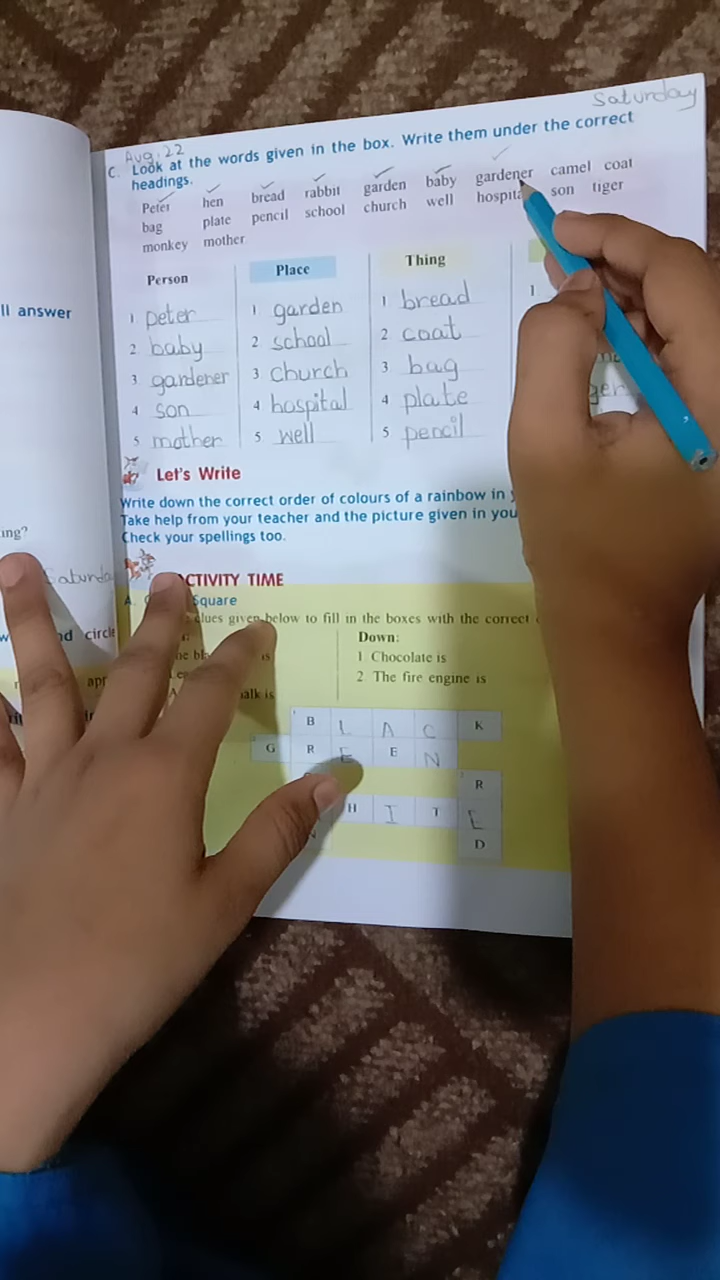 Saturday
Aug. 22
C. Look at the words given in the box. Write them under the correct
headings.
Peter hen bread rabbit garden baby gardener camel coat
bag plate pencil school church well son tiger
monkey mother
Person Place Thing
1 peter 1 garden 1 bread 1
2 baby 2 school 2 coat
3 gardener 3 church 3 bag
4 son 4 hospital 4 plate
5 mother 5 well 5 pencil
ll answer
Let's Write
Write down the correct order of colours of a rainbow in
Take help from your teacher and the picture given in you
Check your spellings too.
ing?
CTIVITY TIME
Square
clues given below to fill in the boxes with the correct
nd circle
Down:
1 Chocolate is
2 The fire engine is
alk is
B L A C K
G R E E N
R
H I T E
D